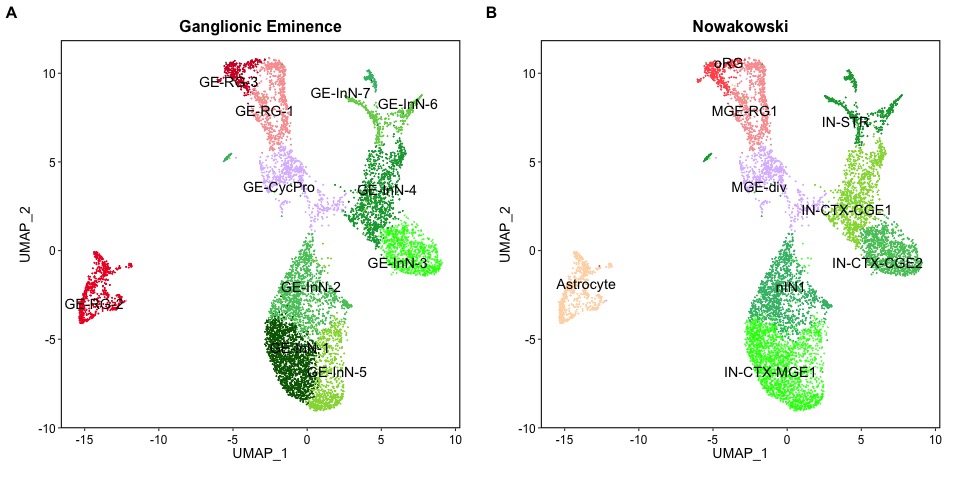 A
Ganglionic Eminence
10
5
0
-5
-10
UMAP_2
GE-RG-3
GE-RG-1
GE-InN-7
GE-InN-6
GE-CycPro
GE-InN-4
GE-InN-3
GE-InN-2
GE-RG-2
GE-InN-1
GE-InN-5
-15 -10 -5 0 5 10
UMAP_1
B
Nowakowski
10
5
0
-5
-10
UMAP_2
oRG
MGE-RG1
IN-STR
MGE-div
IN-CTX-CGE1
IN-CTX-CGE2
Astrocyte
nIN1
IN-CTX-MGE1
-15 -10 -5 0 5 10
UMAP_1